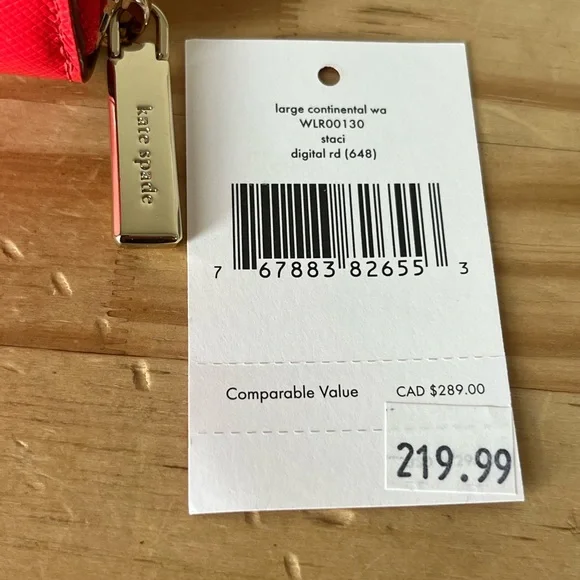 kate spade
large continental wa
WLR00130
staci
digital rd (648)
7 67883 82655 3
Comparable Value CAD $289.00
219.99